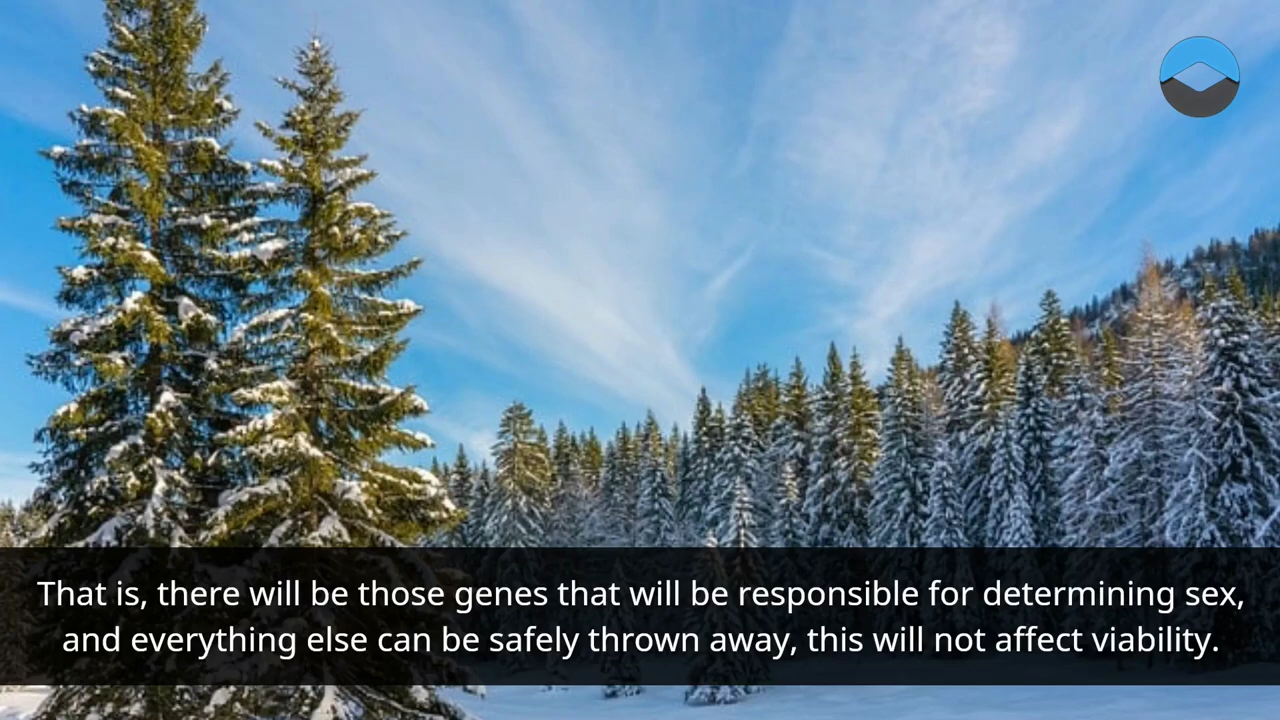 That is, there will be those genes that will be responsible for determining sex,
and everything else can be safely thrown away, this will not affect viability.